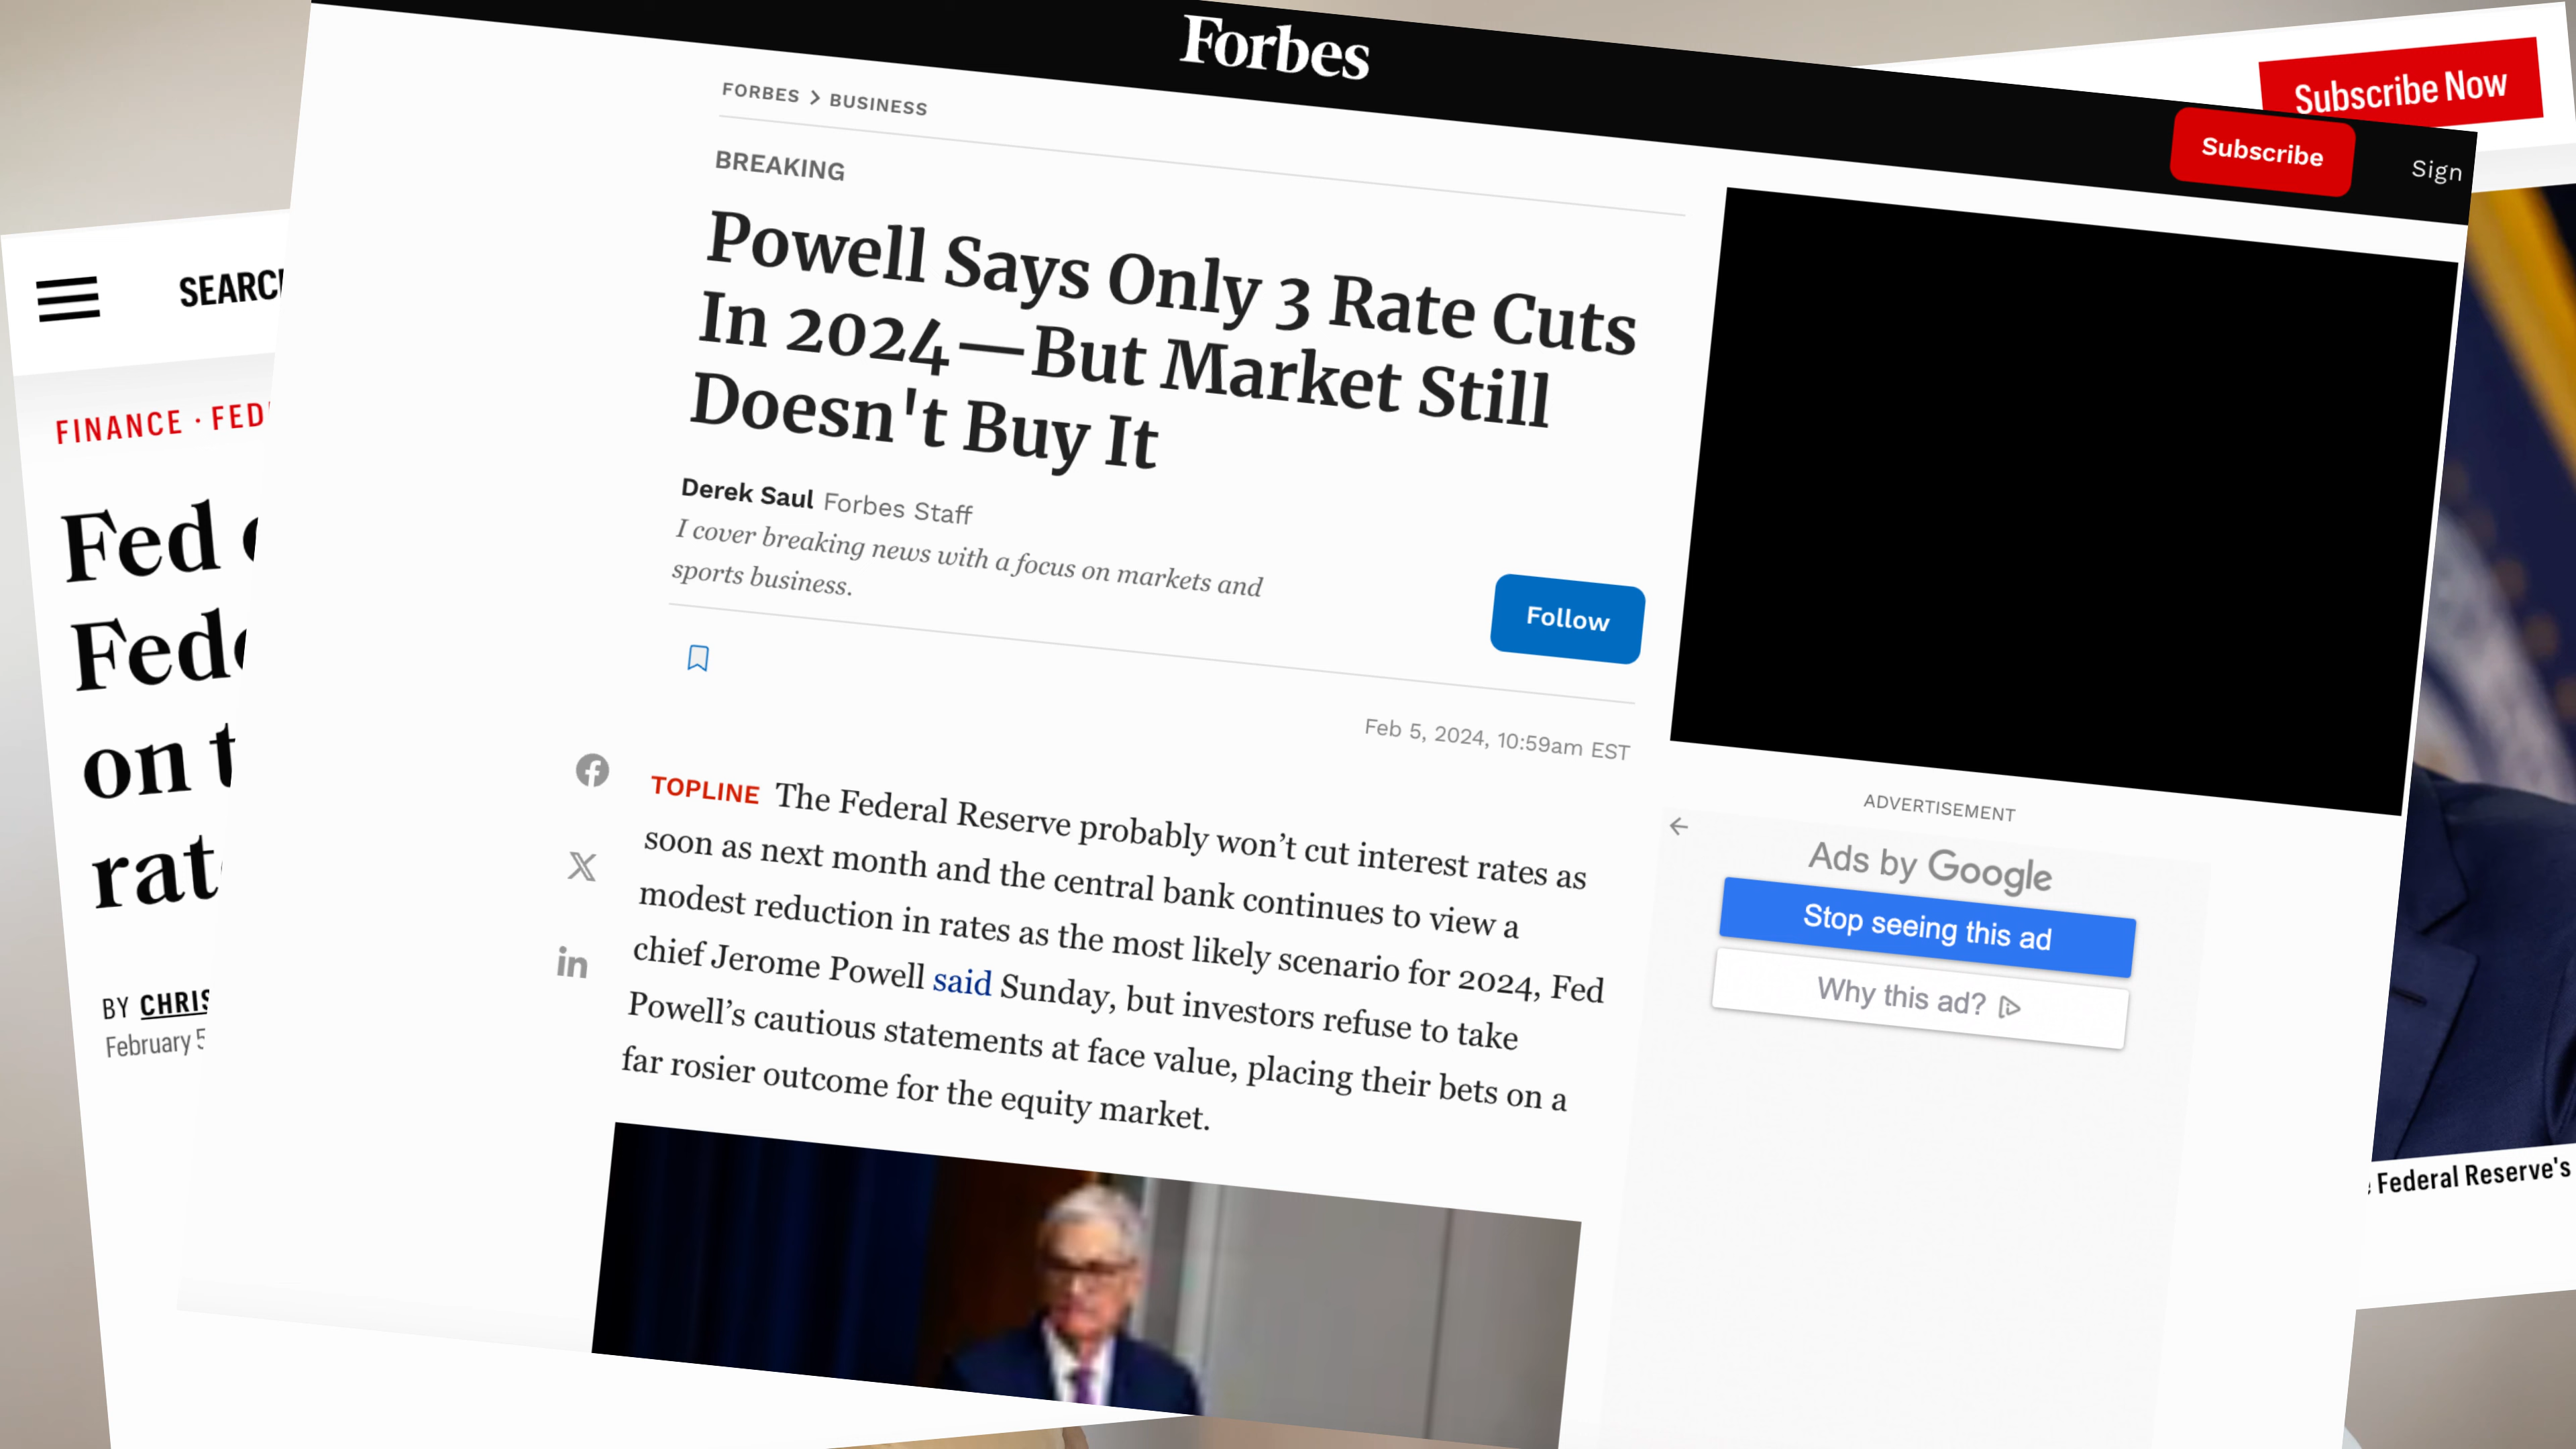 Forbes
Subscribe Now
Subscribe
Sign
FORBES > BUSINESS
BREAKING
Powell Says Only 3 Rate Cuts
In 2024—But Market Still
Doesn't Buy It
Derek Saul Forbes Staff
I cover breaking news with a focus on markets and
sports business.
Follow
Feb 5, 2024, 10:59am EST
TOPLINE The Federal Reserve probably won’t cut interest rates as
soon as next month and the central bank continues to view a
modest reduction in rates as the most likely scenario for 2024, Fed
chief Jerome Powell said Sunday, but investors refuse to take
Powell’s cautious statements at face value, placing their bets on a
far rosier outcome for the equity market.
in
ADVERTISEMENT
Ads by Google
Stop seeing this ad
Why this ad?
SEARC
FINANCE · FED
Fed
Fede
on t
rat
BY CHRIS
February 5
Federal Reserve's